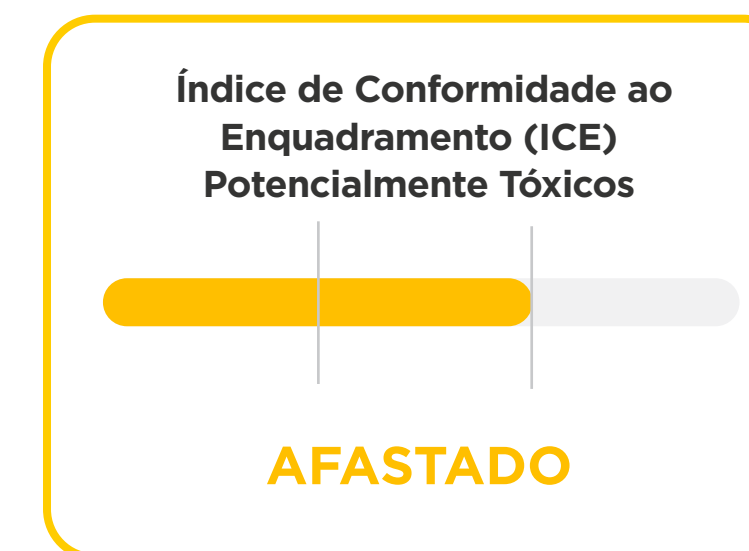 Índice de Conformidade ao
Enquadramento (ICE)
Potencialmente Tóxicos
AFASTADO